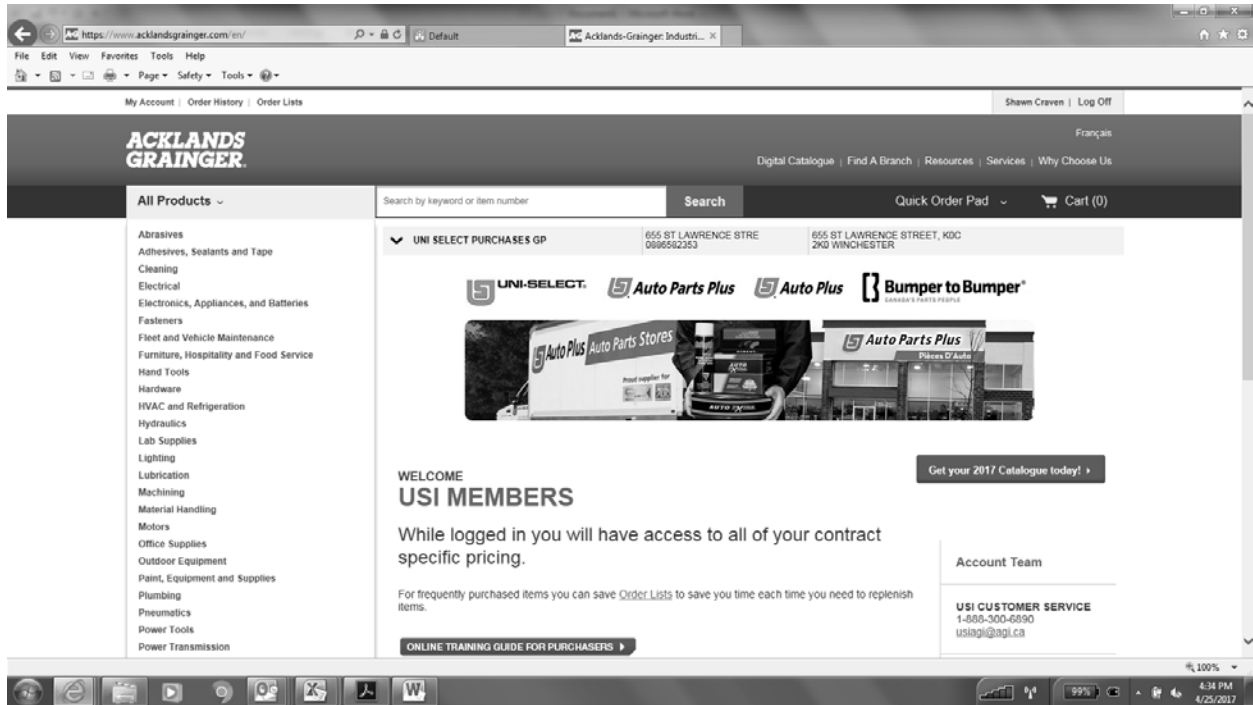 https://www.acklandsgrainger.com/en/
Default
Acklands-Grainger: Industri...
File Edit View Favorites Tools Help
Page Safety Tools
My Account | Order History | Order Lists
Shawn Craven | Log Off
ACKLANDS
GRAINGER
Français
Digital Catalogue | Find A Branch | Resources | Services | Why Choose Us
All Products
Search by keyword or item number
Search
Quick Order Pad
Cart (0)
Abrasives
Adhesives, Sealants and Tape
Cleaning
Electrical
Electronics, Appliances, and Batteries
Fasteners
Fleet and Vehicle Maintenance
Furniture, Hospitality and Food Service
Hand Tools
Hardware
HVAC and Refrigeration
Hydraulics
Lab Supplies
Lighting
Lubrication
Machining
Material Handling
Motors
Office Supplies
Outdoor Equipment
Paint, Equipment and Supplies
Plumbing
Pneumatics
Power Tools
Power Transmission
UNI SELECT PURCHASES GP
655 ST LAWRENCE STRE
0886582353
655 ST LAWRENCE STREET, K0C
2K0 WINCHESTER
UNI-SELECT.
Auto Parts Plus
Auto Plus
Bumper to Bumper®
CANADA'S PARTS PEOPLE
Auto Plus Auto Parts Stores
Proud supplier for
AUTO EXTRA
Auto Parts Plus
Pièces D'Auto
Get your 2017 Catalogue today!
WELCOME
USI MEMBERS
While logged in you will have access to all of your contract
specific pricing.
For frequently purchased items you can save Order Lists to save you time each time you need to replenish
items.
ONLINE TRAINING GUIDE FOR PURCHASERS
Account Team
USI CUSTOMER SERVICE
1-888-300-6890
usiagi@agi.ca
100%
99%
4:34 PM
4/25/2017